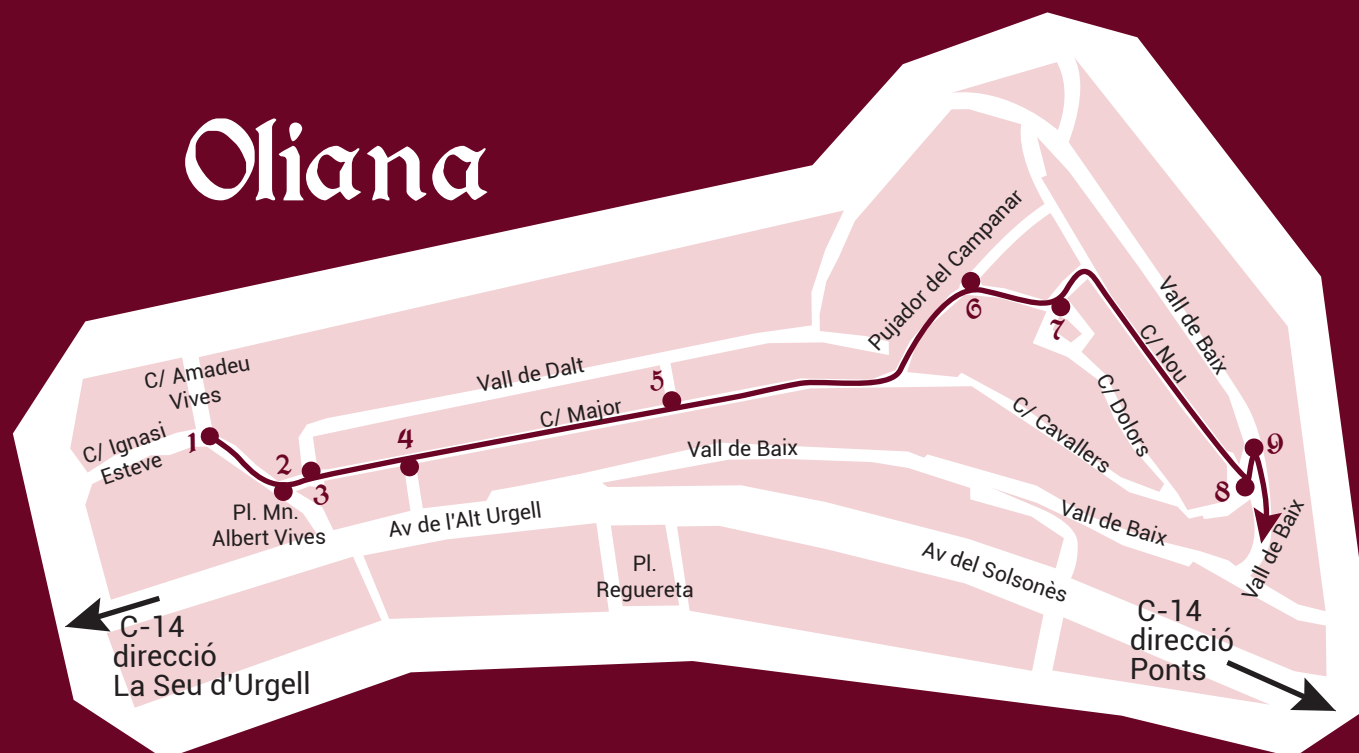 Oliana
C/ Amadeu
Vives
C/ Ignasi
Esteve
1
2
3
Pl. Mn.
Albert Vives
Vall de Dalt
4
C/ Major
5
Av de l'Alt Urgell
Vall de Baix
Pl.
Reguereta
Pujador del Campanar
6
7
C/ Nou
Vall de Baix
C/ Dolors
C/ Cavallers
Vall de Baix
8
9
Vall de Baix
Av del Solsonès
C-14
direcció
La Seu d'Urgell
C-14
direcció
Ponts